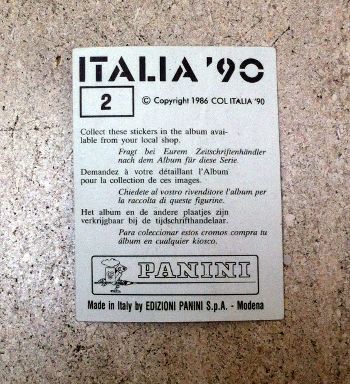 ITALIA '90
2
© Copyright 1986 COL ITALIA '90
Collect these stickers in the album avai-
lable from your local shop.
Fragt bei Eurem Zeitschriftenhändler
nach dem Album für diese Serie.
Demandez à votre détaillant l'Album
pour la collection de ces images.
Chiedete al vostro rivenditore l'album per
la raccolta di queste figurine.
Het album en de andere plaatjes zijn
verkrijgbaar bij de tijdschrifthandelaar.
Para coleccionar estos cromos compra tu
álbum en cualquier kiosco.
PANINI
Made in Italy by EDIZIONI PANINI S.p.A. - Modena